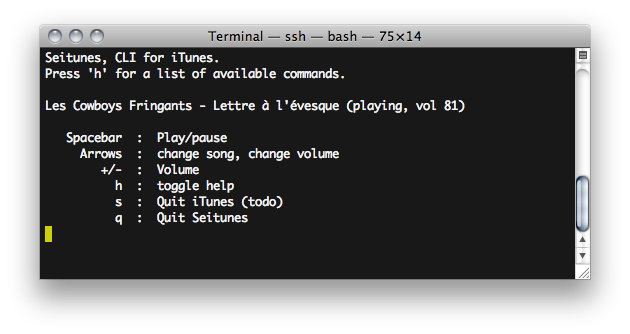 Terminal — ssh — bash — 75×14
Seitunes, CLI for iTunes.
Press 'h' for a list of available commands.
Les Cowboys Fringants - Lettre à l'évesque (playing, vol 81)
Spacebar : Play/pause
Arrows : change song, change volume
+/- : Volume
h : toggle help
s : Quit iTunes (todo)
q : Quit Seitunes